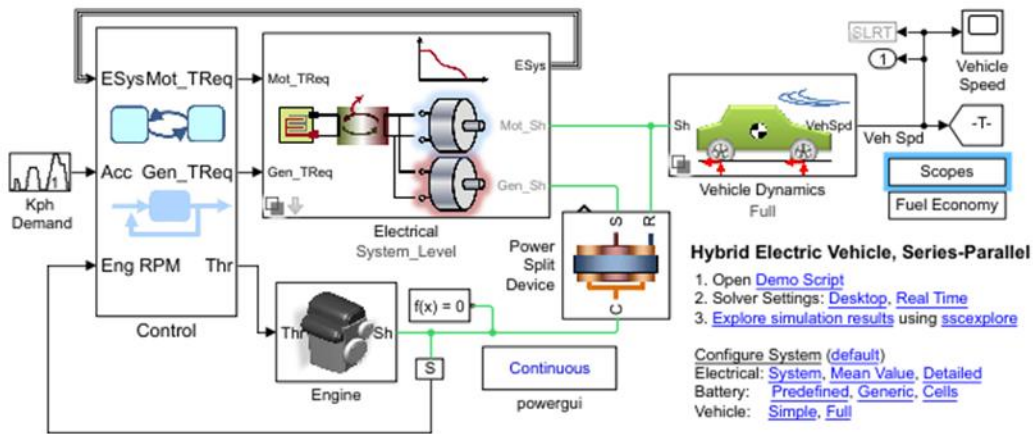 ESys Mot_TReq
Acc Gen_TReq
Eng RPM Thr
Control
Kph
Demand
1
Mot_TReq
Gen_TReq
ESys
Mot_Sh
Gen_Sh
Electrical
System_Level
Thr Sh
Engine
f(x) = 0
S
Continuous
powergui
Power
Split
Device
S R
C
Sh VehSpd
Vehicle Dynamics
Full
Veh Spd
SLRT
1
Vehicle
Speed
-T-
Scopes
Fuel Economy
Hybrid Electric Vehicle, Series-Parallel
1. Open Demo Script
2. Solver Settings: Desktop, Real Time
3. Explore simulation results using sscexplore
Configure System (default)
Electrical: System, Mean Value, Detailed
Battery: Predefined, Generic, Cells
Vehicle: Simple, Full